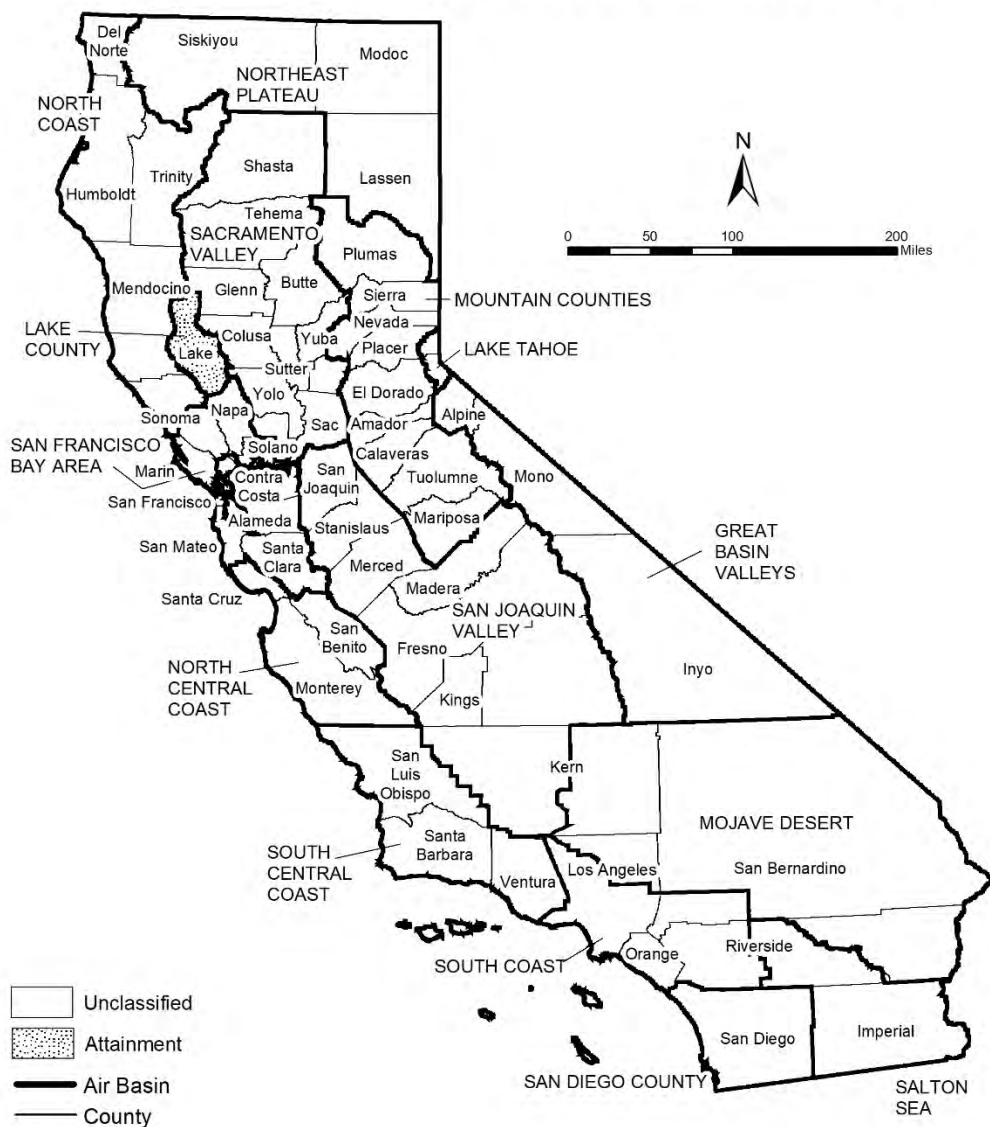 Del
Norte
Siskiyou
Modoc
NORTHEAST
PLATEAU
NORTH
COAST
N
Shasta
Trinity
Lassen
Humboldt
Tehema
SACRAMENTO
VALLEY
0 50 100 200
Miles
Plumas
Butte
Mendocino
Glenn
Sierra
MOUNTAIN COUNTIES
Nevada
LAKE
COUNTY
Colusa
Yuba
Placer
Lake
LAKE TAHOE
Sutter
Yolo
El Dorado
Napa
Alpine
Sonoma
Sac
Amador
SAN FRANCISCO
BAY AREA
Solano
Calaveras
Marin
Contra
Costa
San
Joaquin
Tuolumne
Mono
San Francisco
Alameda
Stanislaus
Mariposa
GREAT
BASIN
VALLEYS
San Mateo
Santa
Clara
Merced
Madera
Santa Cruz
SAN JOAQUIN
VALLEY
San
Benito
Fresno
NORTH
CENTRAL
COAST
Monterey
Kings
Inyo
San
Luis
Obispo
Kern
MOJAVE DESERT
SOUTH
CENTRAL
COAST
Santa
Barbara
Ventura
Los Angeles
San Bernardino
Orange
Riverside
SOUTH COAST
Unclassified
Attainment
Air Basin
County
San Diego
Imperial
SAN DIEGO COUNTY
SALTON
SEA